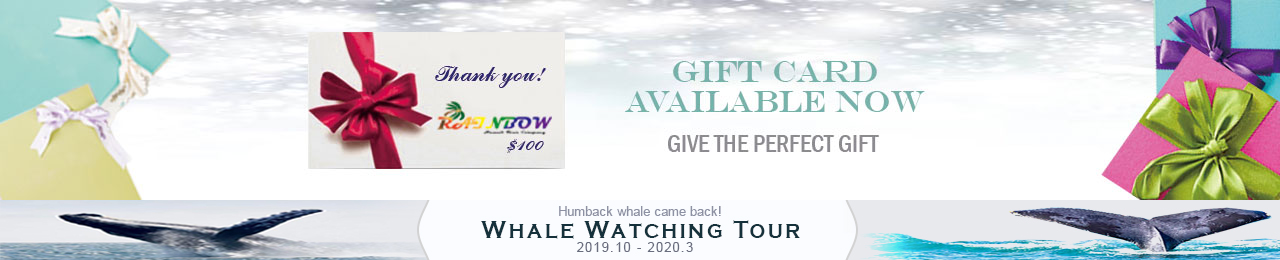 Thank you!
RAINBOW
$100
GIFT CARD
AVAILABLE NOW
GIVE THE PERFECT GIFT
Humback whale came back!
WHALE WATCHING TOUR
2019.10 - 2020.3